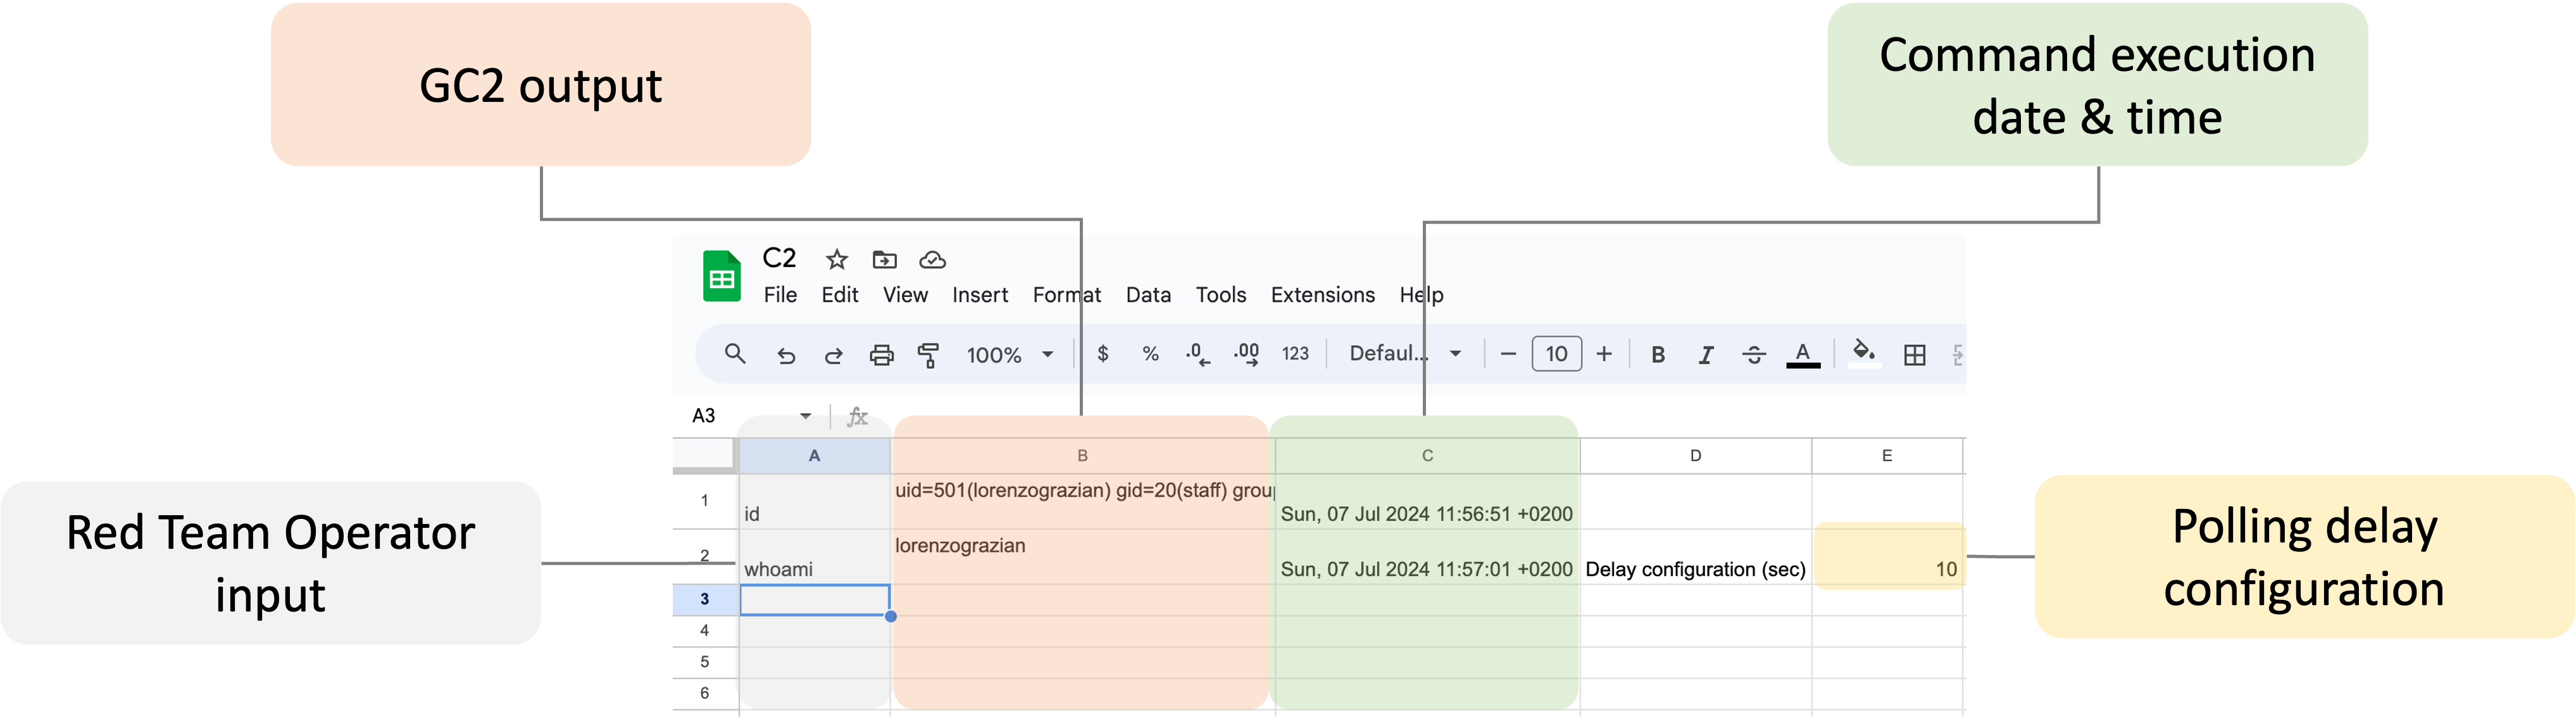 GC2 output
Command execution
date & time
C2
File Edit View Insert Format Data Tools Extensions Help
100% $ % .0 .00 123 Defaul... 10 B I A
A3 fx
A B C D E
1 id uid=501(lorenzograzian) gid=20(staff) grou Sun, 07 Jul 2024 11:56:51 +0200
2 whoami lorenzograzian Sun, 07 Jul 2024 11:57:01 +0200 Delay configuration (sec) 10
3
4
5
6
Red Team Operator
input
Polling delay
configuration